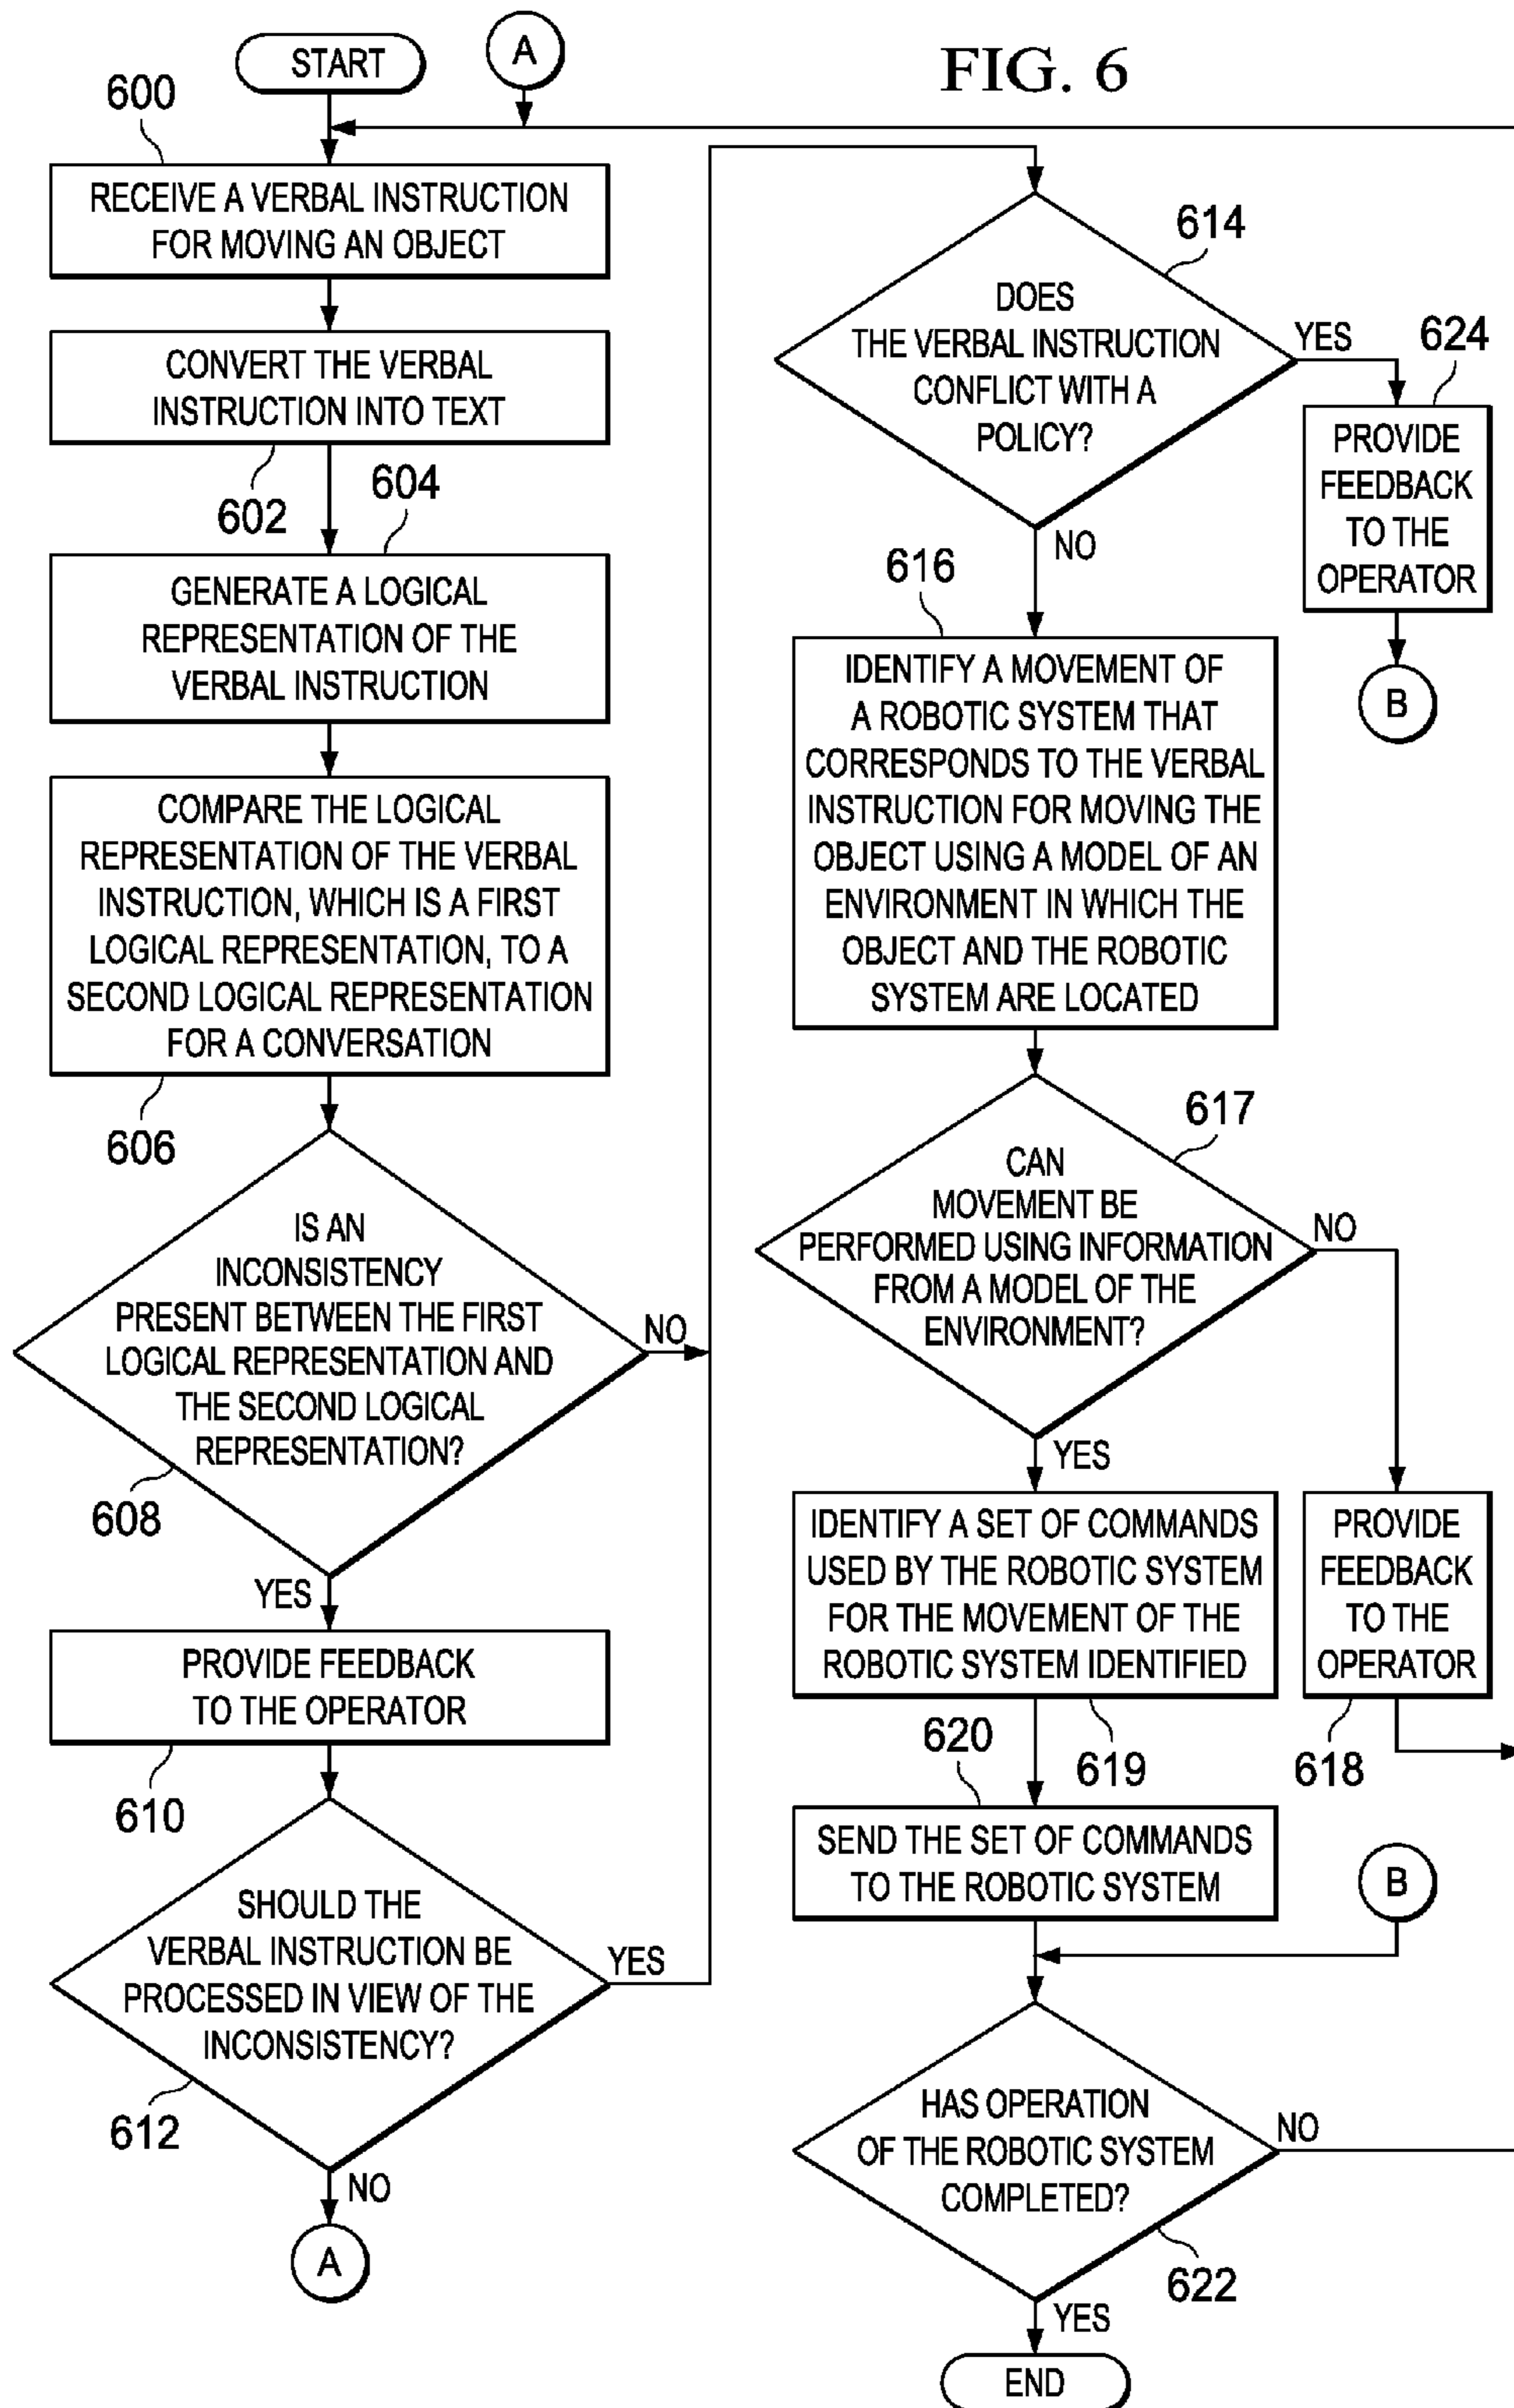 FIG. 6
START
A
600
RECEIVE A VERBAL INSTRUCTION
FOR MOVING AN OBJECT
CONVERT THE VERBAL
INSTRUCTION INTO TEXT
602
604
GENERATE A LOGICAL
REPRESENTATION OF THE
VERBAL INSTRUCTION
COMPARE THE LOGICAL
REPRESENTATION OF THE VERBAL
INSTRUCTION, WHICH IS A FIRST
LOGICAL REPRESENTATION, TO A
SECOND LOGICAL REPRESENTATION
FOR A CONVERSATION
606
IS AN
INCONSISTENCY
PRESENT BETWEEN THE FIRST
LOGICAL REPRESENTATION AND
THE SECOND LOGICAL
REPRESENTATION?
NO
608
YES
PROVIDE FEEDBACK
TO THE OPERATOR
610
SHOULD THE
VERBAL INSTRUCTION BE
PROCESSED IN VIEW OF THE
INCONSISTENCY?
YES
612
NO
A
614
DOES
THE VERBAL INSTRUCTION
CONFLICT WITH A
POLICY?
YES
624
PROVIDE
FEEDBACK
TO THE
OPERATOR
B
NO
616
IDENTIFY A MOVEMENT OF
A ROBOTIC SYSTEM THAT
CORRESPONDS TO THE VERBAL
INSTRUCTION FOR MOVING THE
OBJECT USING A MODEL OF AN
ENVIRONMENT IN WHICH THE
OBJECT AND THE ROBOTIC
SYSTEM ARE LOCATED
617
CAN
MOVEMENT BE
PERFORMED USING INFORMATION
FROM A MODEL OF THE
ENVIRONMENT?
NO
YES
IDENTIFY A SET OF COMMANDS
USED BY THE ROBOTIC SYSTEM
FOR THE MOVEMENT OF THE
ROBOTIC SYSTEM IDENTIFIED
PROVIDE
FEEDBACK
TO THE
OPERATOR
620
619
618
SEND THE SET OF COMMANDS
TO THE ROBOTIC SYSTEM
B
HAS OPERATION
OF THE ROBOTIC SYSTEM
COMPLETED?
NO
622
YES
END